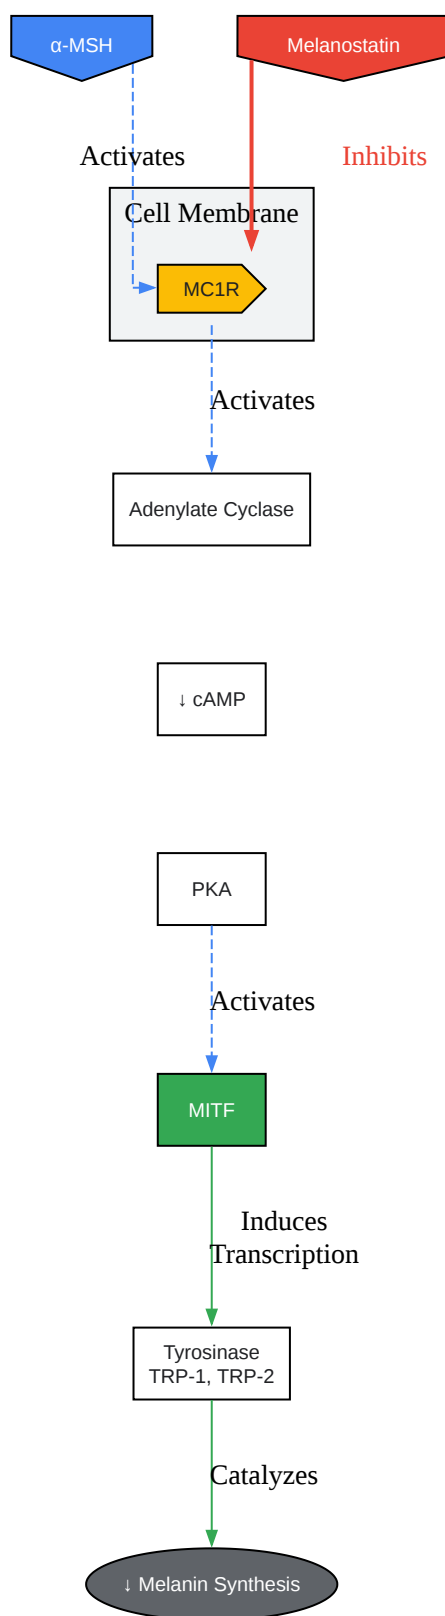 α-MSH
Melanostatin
Activates
Inhibits
Cell Membrane
MC1R
Activates
Adenylate Cyclase
↓ cAMP
PKA
Activates
MITF
Induces
Transcription
Tyrosinase
TRP-1, TRP-2
Catalyzes
↓ Melanin Synthesis